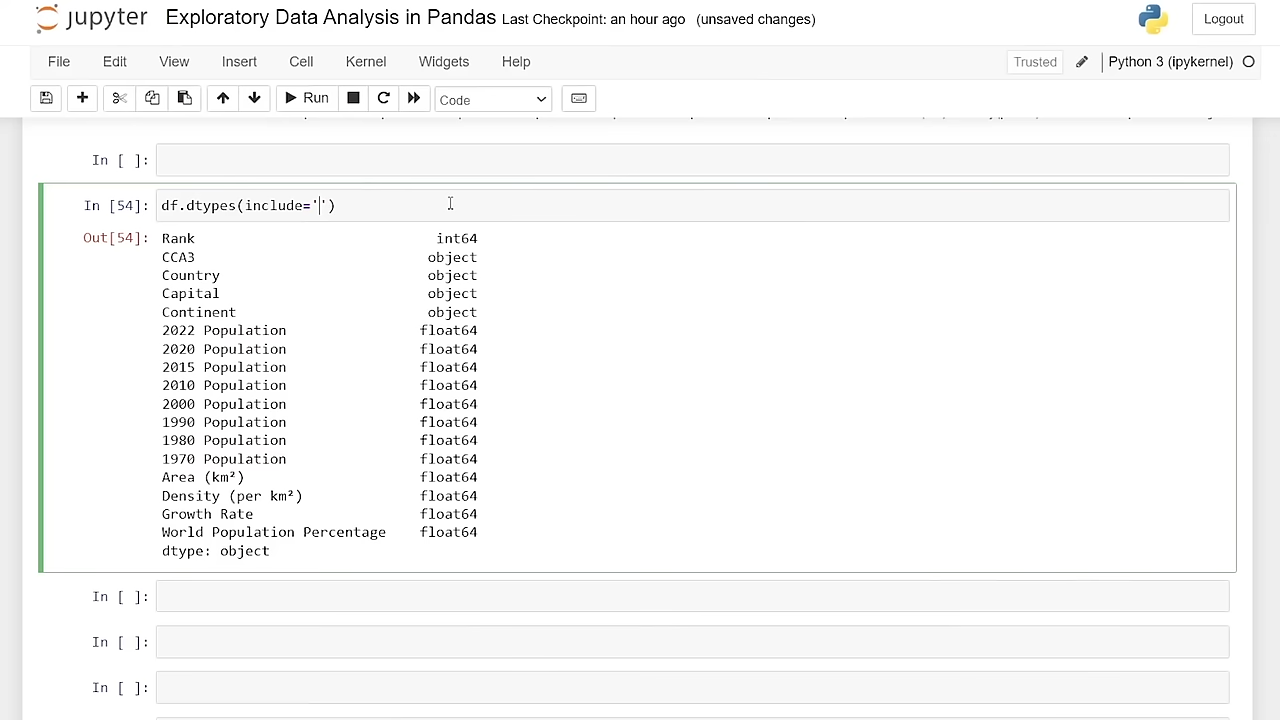 jupyter Exploratory Data Analysis in Pandas Last Checkpoint: an hour ago (unsaved changes) Logout
File Edit View Insert Cell Kernel Widgets Help Trusted Python 3 (ipykernel)
Run Code
In [ ]:
In [54]: df.dtypes(include='')
Out[54]: Rank int64
CCA3 object
Country object
Capital object
Continent object
2022 Population float64
2020 Population float64
2015 Population float64
2010 Population float64
2000 Population float64
1990 Population float64
1980 Population float64
1970 Population float64
Area (km²) float64
Density (per km²) float64
Growth Rate float64
World Population Percentage float64
dtype: object
In [ ]:
In [ ]:
In [ ]: